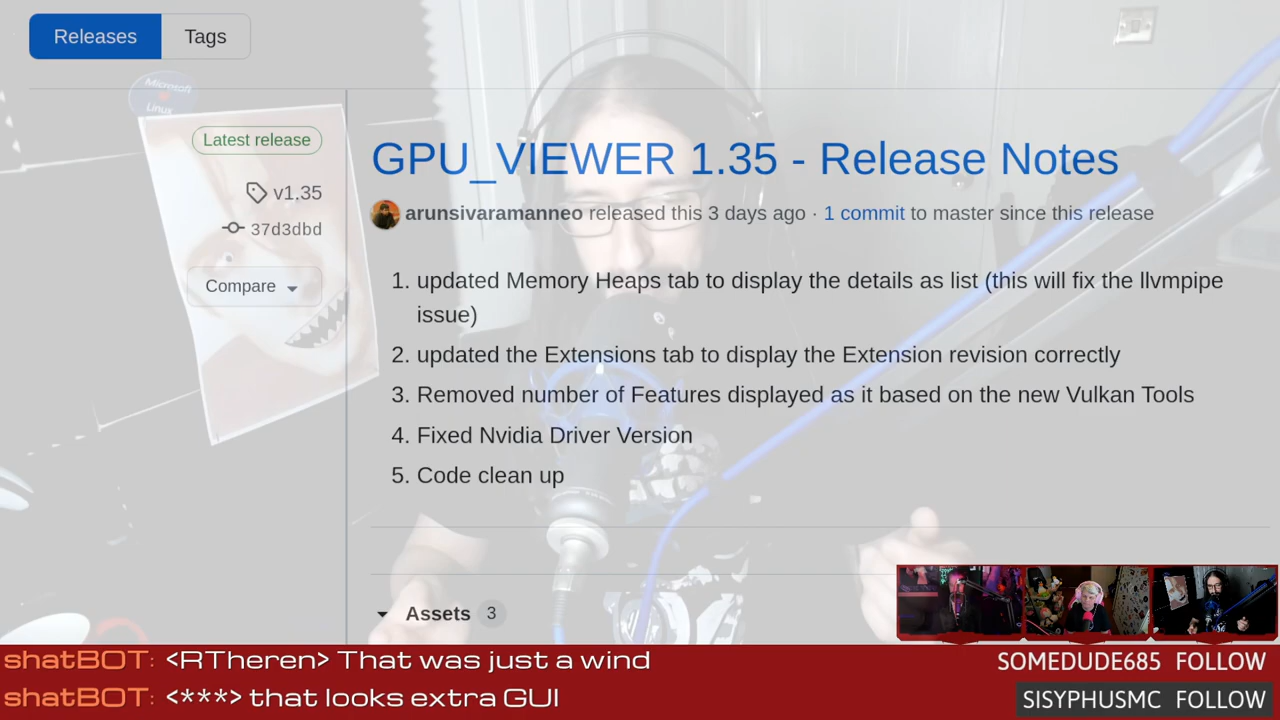 Releases Tags
Microsoft
Linux
Latest release
v1.35
37d3dbd
Compare
GPU_VIEWER 1.35 - Release Notes
arunsivaramanneo released this 3 days ago · 1 commit to master since this release
1. updated Memory Heaps tab to display the details as list (this will fix the llvmpipe
issue)
2. updated the Extensions tab to display the Extension revision correctly
3. Removed number of Features displayed as it based on the new Vulkan Tools
4. Fixed Nvidia Driver Version
5. Code clean up
Assets 3
shatBOT: <RTheren> That was just a wind
shatBOT: <***> that looks extra GUI
SOMEDUDE685 FOLLOW
SISYPHUSMC FOLLOW